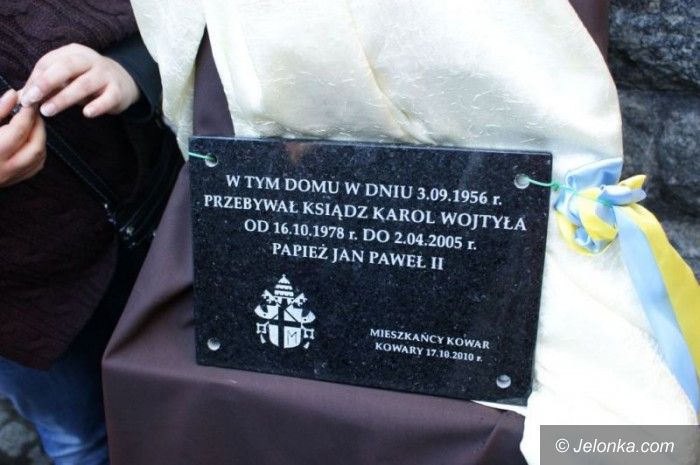 W TYM DOMU W DNIU 3.09.1956 r.
PRZEBYWAŁ KSIĄDZ KAROL WOJTYŁA
OD 16.10.1978 r. DO 2.04.2005 r.
PAPIEŻ JAN PAWEŁ II
M
MIESZKAŃCY KOWAR
KOWARY 17.10.2010 r.
© Jelonka.com